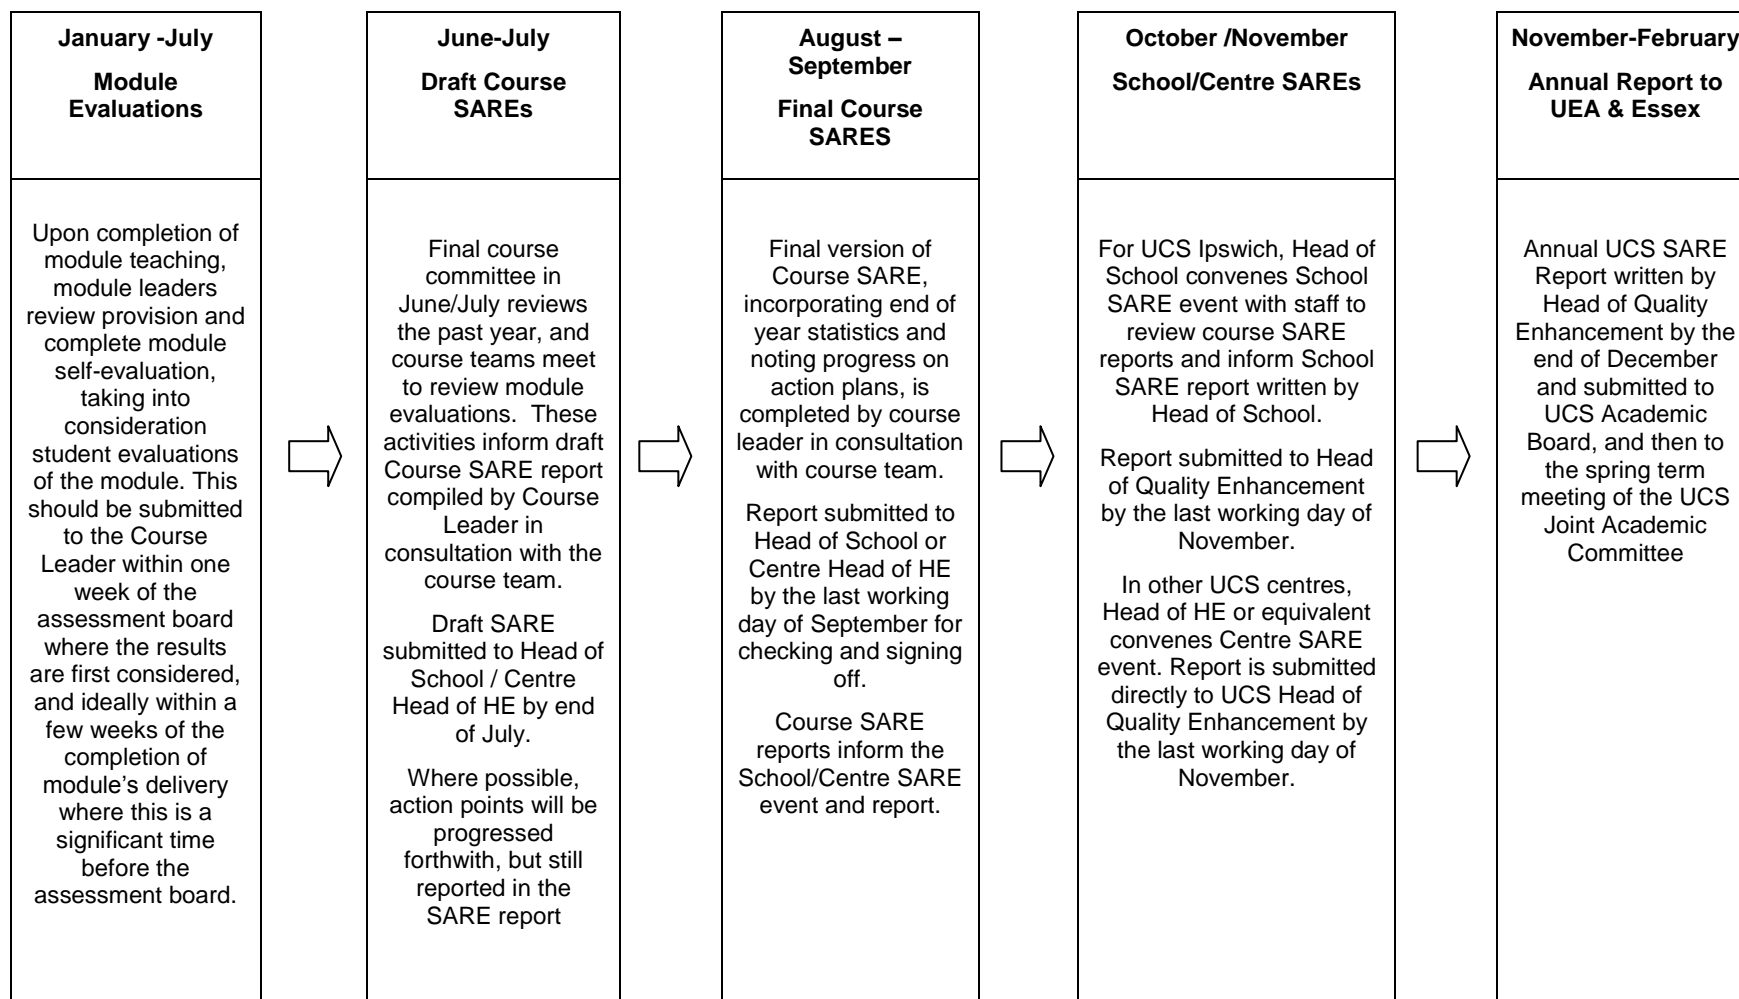 January -July
Module
Evaluations
Upon completion of
module teaching,
module leaders
review provision and
complete module
self-evaluation,
taking into
consideration
student evaluations
of the module. This
should be submitted
to the Course
Leader within one
week of the
assessment board
where the results
are first considered,
and ideally within a
few weeks of the
completion of
module’s delivery
where this is a
significant time
before the
assessment board.
June-July
Draft Course
SAREs
Final course
committee in
June/July reviews
the past year, and
course teams meet
to review module
evaluations.  These
activities inform draft
Course SARE report
compiled by Course
Leader in
consultation with the
course team.
Draft SARE
submitted to Head of
School / Centre
Head of HE by end
of July.
Where possible,
action points will be
progressed
forthwith, but still
reported in the
SARE report
August –
September
Final Course
SARES
Final version of
Course SARE,
incorporating end of
year statistics and
noting progress on
action plans, is
completed by course
leader in consultation
with course team.
Report submitted to
Head of School or
Centre Head of HE
by the last working
day of September for
checking and signing
off.
Course SARE
reports inform the
School/Centre SARE
event and report.
October /November
School/Centre SAREs
For UCS Ipswich, Head of
School convenes School
SARE event with staff to
review course SARE
reports and inform School
SARE report written by
Head of School.
Report submitted to Head
of Quality Enhancement
by the last working day of
November.
In other UCS centres,
Head of HE or equivalent
convenes Centre SARE
event. Report is submitted
directly to UCS Head of
Quality Enhancement by
the last working day of
November.
November-February
Annual Report to
UEA & Essex
Annual UCS SARE
Report written by
Head of Quality
Enhancement by the
end of December
and submitted to
UCS Academic
Board, and then to
the spring term
meeting of the UCS
Joint Academic
Committee